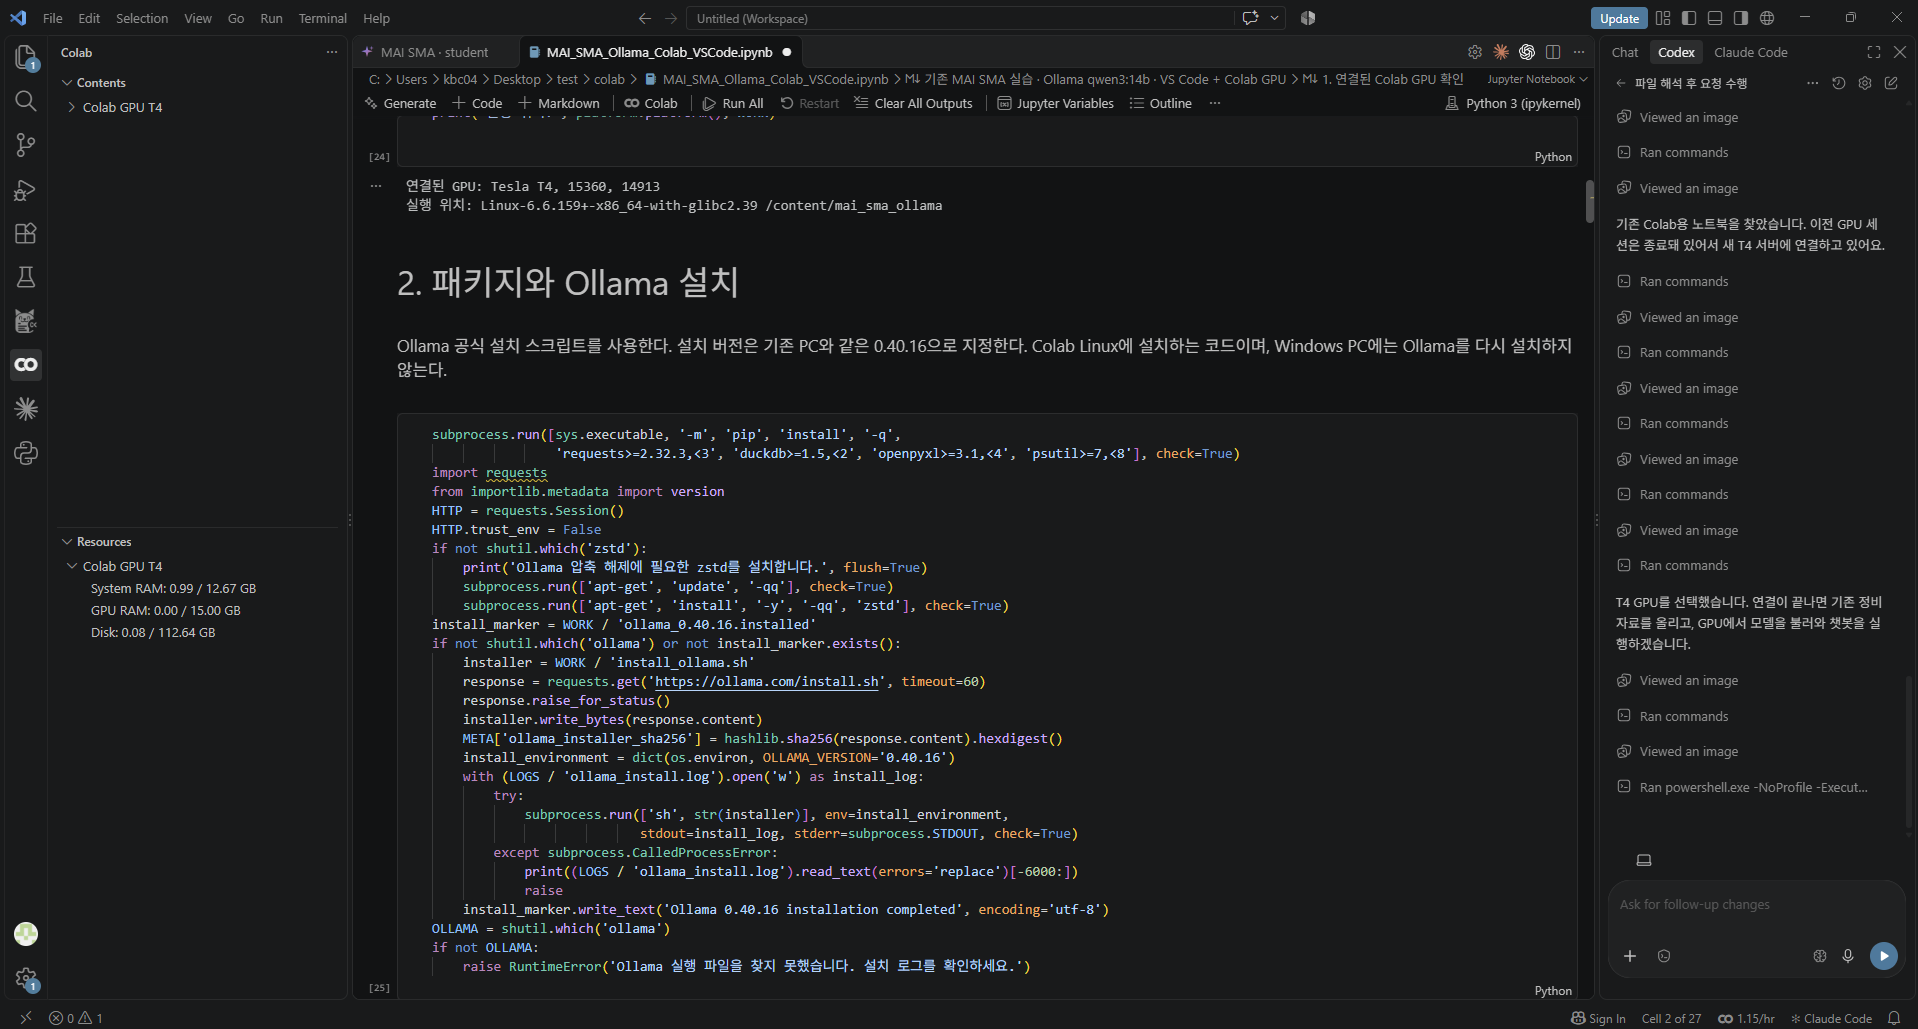 File Edit Selection View Go Run Terminal Help
Untitled (Workspace)
Update
Colab
Contents
Colab GPU T4
Resources
Colab GPU T4
System RAM: 0.99 / 12.67 GB
GPU RAM: 0.00 / 15.00 GB
Disk: 0.08 / 112.64 GB
MAI SMA · student
MAI_SMA_Ollama_Colab_VSCode.ipynb
C: > Users > kbc04 > Desktop > test > colab > MAI_SMA_Ollama_Colab_VSCode.ipynb > M↓ 기존 MAI SMA 실습 · Ollama qwen3:14b · VS Code + Colab GPU > M↓ 1. 연결된 Colab GPU 확인
Jupyter Notebook
Generate + Code + Markdown Colab Run All Restart Clear All Outputs Jupyter Variables Outline ···
Python 3 (ipykernel)
[24]
Python
연결된 GPU: Tesla T4, 15360, 14913
실행 위치: Linux-6.6.159+-x86_64-with-glibc2.39 /content/mai_sma_ollama
2. 패키지와 Ollama 설치
Ollama 공식 설치 스크립트를 사용한다. 설치 버전은 기존 PC와 같은 0.40.16으로 지정한다. Colab Linux에 설치하는 코드이며, Windows PC에는 Ollama를 다시 설치하지
않는다.
subprocess.run([sys.executable, '-m', 'pip', 'install', '-q',
'requests>=2.32.3,<3', 'duckdb>=1.5,<2', 'openpyxl>=3.1,<4', 'psutil>=7,<8'], check=True)
import requests
from importlib.metadata import version
HTTP = requests.Session()
HTTP.trust_env = False
if not shutil.which('zstd'):
print('Ollama 압축 해제에 필요한 zstd를 설치합니다.', flush=True)
subprocess.run(['apt-get', 'update', '-qq'], check=True)
subprocess.run(['apt-get', 'install', '-y', '-qq', 'zstd'], check=True)
install_marker = WORK / 'ollama_0.40.16.installed'
if not shutil.which('ollama') or not install_marker.exists():
installer = WORK / 'install_ollama.sh'
response = requests.get('https://ollama.com/install.sh', timeout=60)
response.raise_for_status()
installer.write_bytes(response.content)
META['ollama_installer_sha256'] = hashlib.sha256(response.content).hexdigest()
install_environment = dict(os.environ, OLLAMA_VERSION='0.40.16')
with (LOGS / 'ollama_install.log').open('w') as install_log:
try:
subprocess.run(['sh', str(installer)], env=install_environment,
stdout=install_log, stderr=subprocess.STDOUT, check=True)
except subprocess.CalledProcessError:
print((LOGS / 'ollama_install.log').read_text(errors='replace')[-6000:])
raise
install_marker.write_text('Ollama 0.40.16 installation completed', encoding='utf-8')
OLLAMA = shutil.which('ollama')
if not OLLAMA:
raise RuntimeError('Ollama 실행 파일을 찾지 못했습니다. 설치 로그를 확인하세요.')
[25]
Python
Chat Codex Claude Code
파일 해석 후 요청 수행
Viewed an image
Ran commands
Viewed an image
기존 Colab용 노트북을 찾았습니다. 이전 GPU 세
션은 종료돼 있어서 새 T4 서버에 연결하고 있어요.
Ran commands
Viewed an image
Ran commands
Viewed an image
Ran commands
Viewed an image
Ran commands
Viewed an image
Ran commands
T4 GPU를 선택했습니다. 연결이 끝나면 기존 정비
자료를 올리고, GPU에서 모델을 불러와 챗봇을 실
행하겠습니다.
Viewed an image
Ran commands
Viewed an image
Ran powershell.exe -NoProfile -Execut...
Ask for follow-up changes
1
1
0 1
Sign In Cell 2 of 27 1.15/hr Claude Code